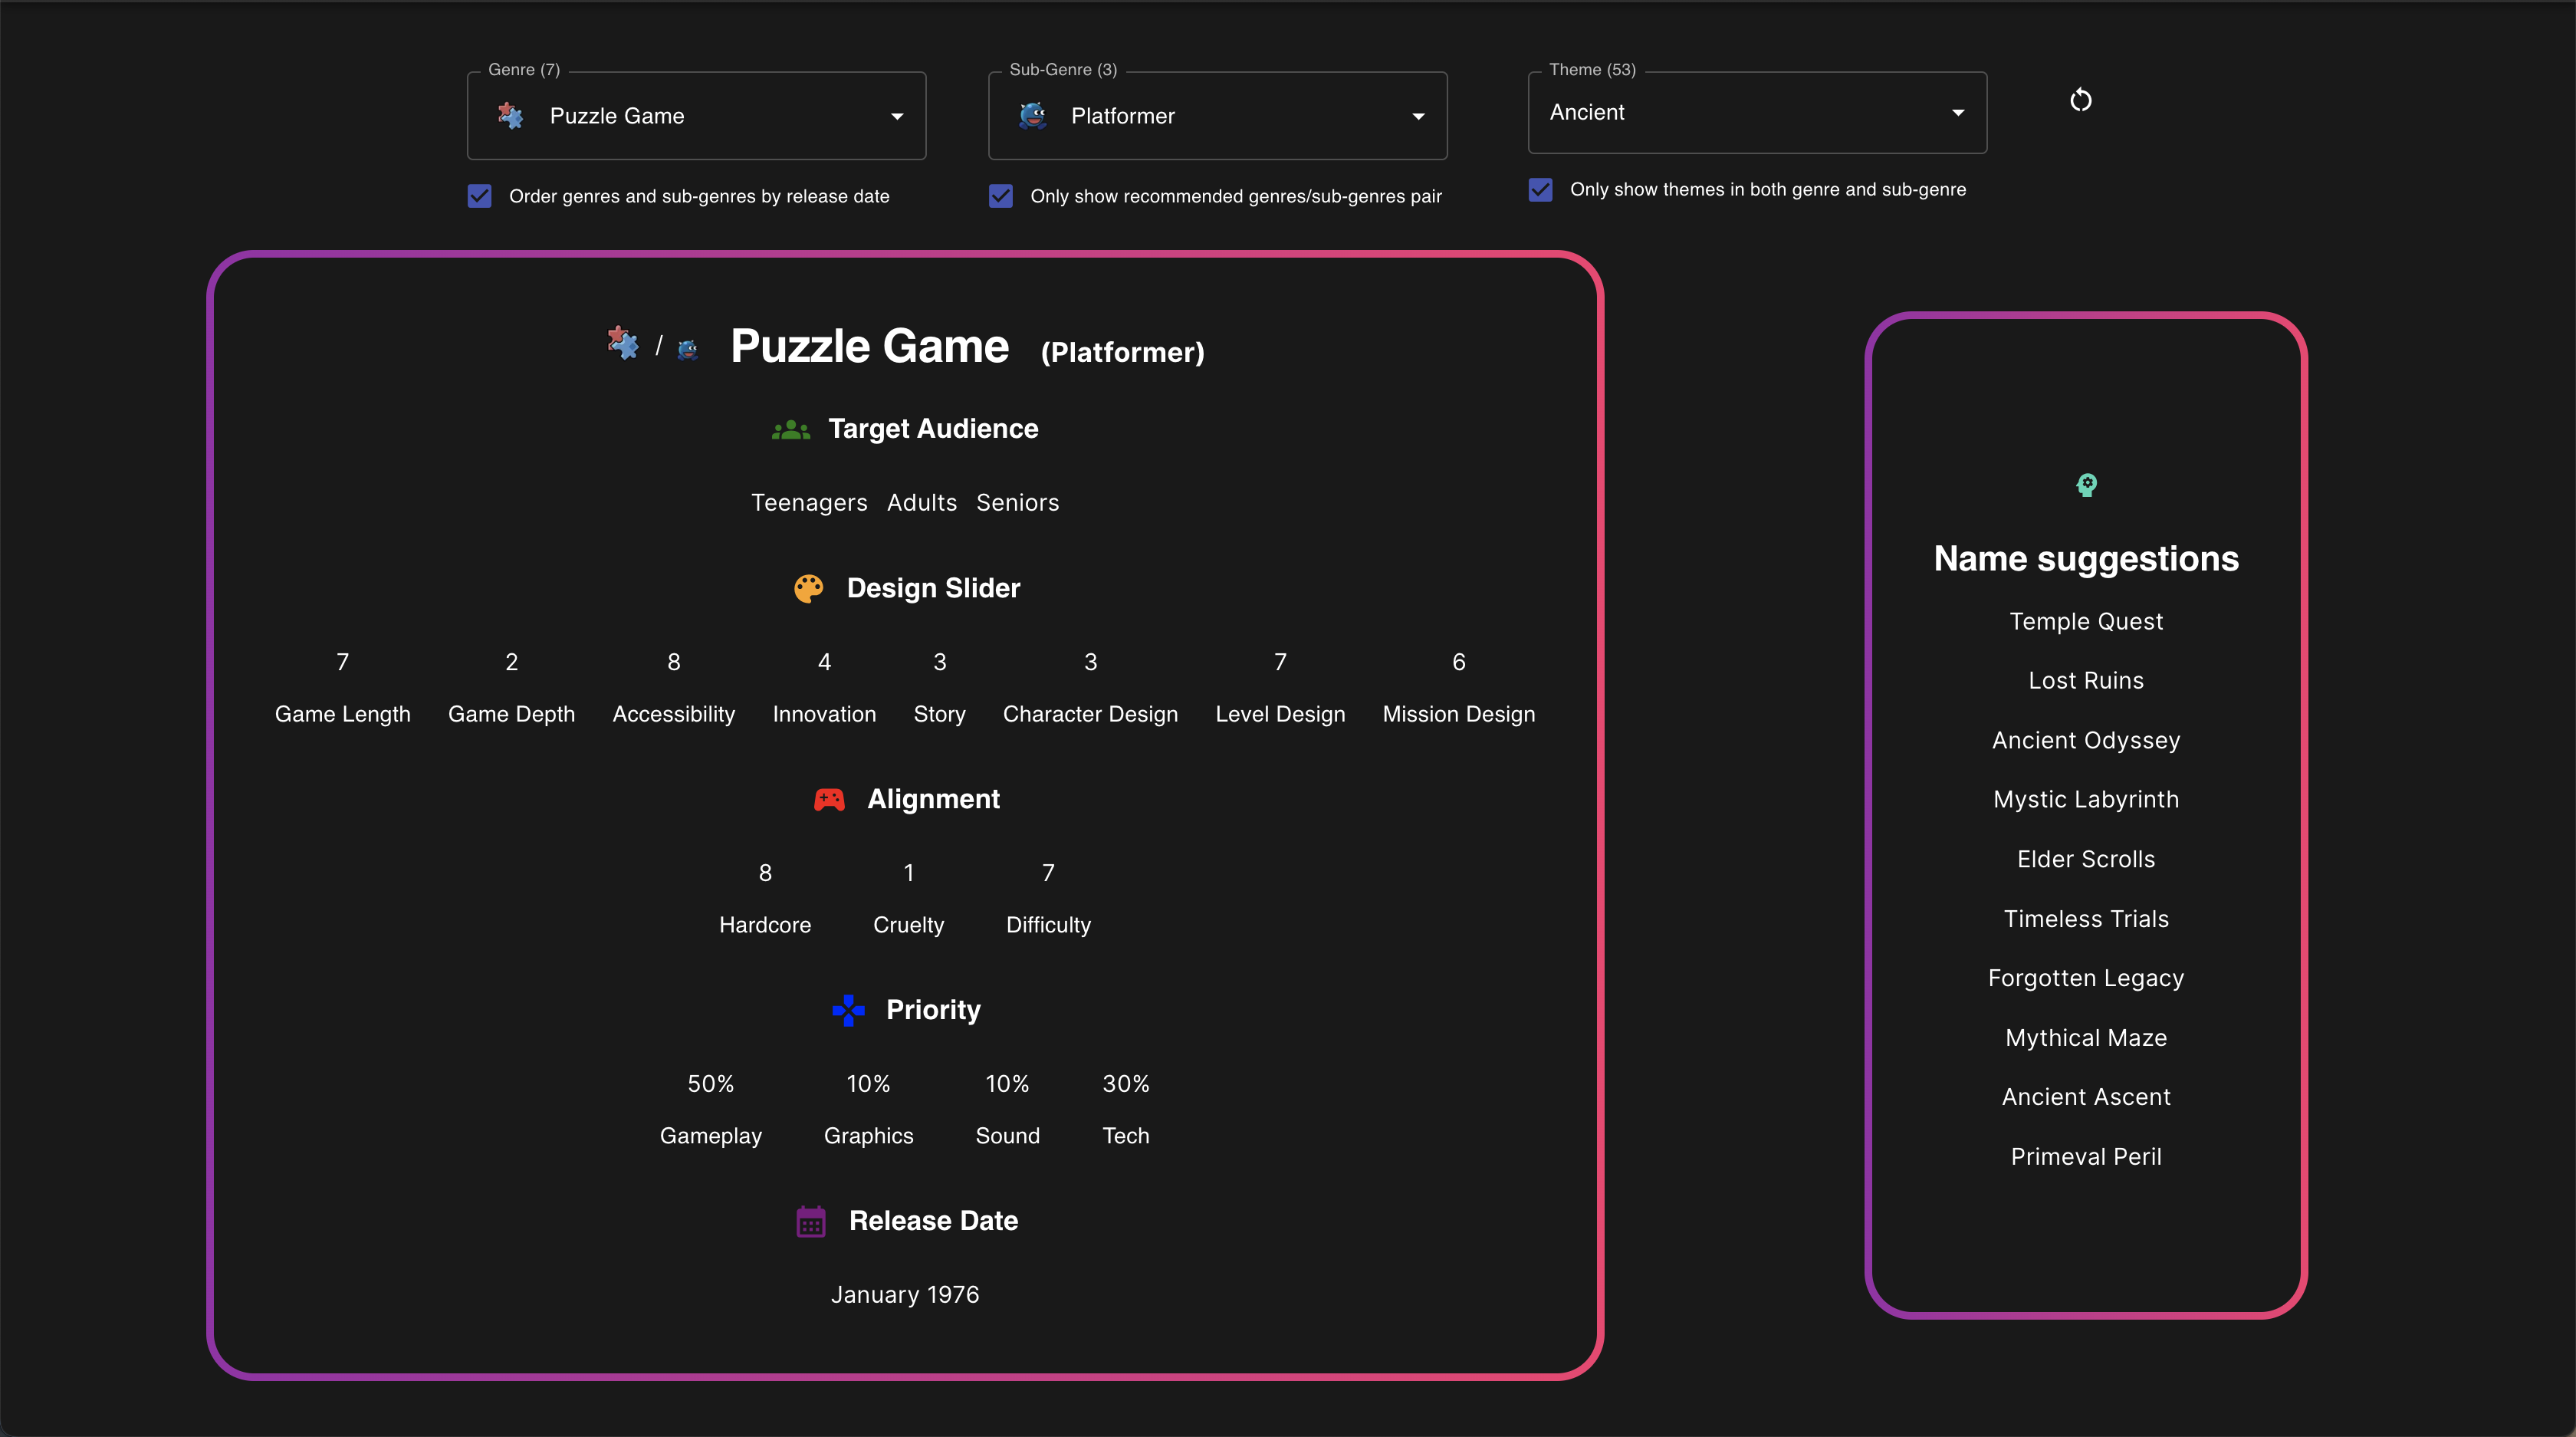 Genre (7)
Sub-Genre (3)
Theme (53)
Puzzle Game
Platformer
Ancient
Order genres and sub-genres by release date
Only show recommended genres/sub-genres pair
Only show themes in both genre and sub-genre
/ Puzzle Game (Platformer)
Target Audience
Teenagers Adults Seniors
Design Slider
7 2 8 4 3 3 7 6
Game Length Game Depth Accessibility Innovation Story Character Design Level Design Mission Design
Alignment
8 1 7
Hardcore Cruelty Difficulty
Priority
50% 10% 10% 30%
Gameplay Graphics Sound Tech
Release Date
January 1976
Name suggestions
Temple Quest
Lost Ruins
Ancient Odyssey
Mystic Labyrinth
Elder Scrolls
Timeless Trials
Forgotten Legacy
Mythical Maze
Ancient Ascent
Primeval Peril